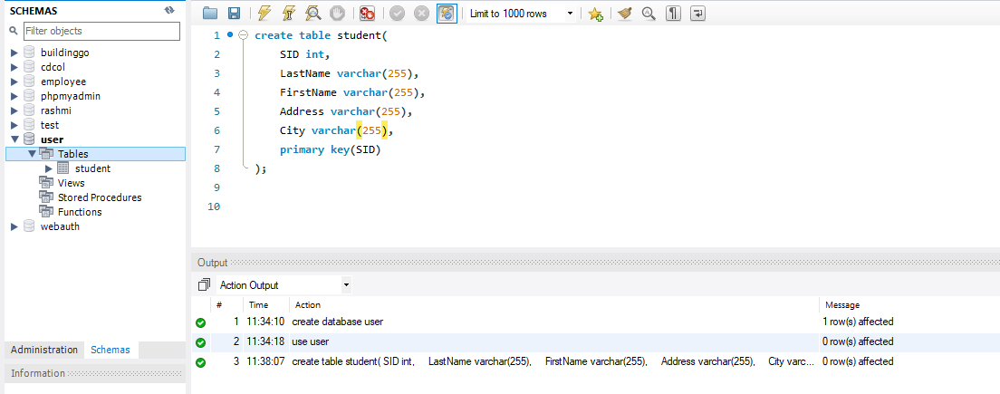 SCHEMAS
Filter objects
buildinggo
cdcol
employee
phpmyadmin
rashmi
test
user
Tables
student
Views
Stored Procedures
Functions
webauth
Administration Schemas
Information
Limit to 1000 rows
1 create table student(
2 SID int,
3 LastName varchar(255),
4 FirstName varchar(255),
5 Address varchar(255),
6 City varchar(255),
7 primary key(SID)
8 );
9
10
Output
Action Output
# Time Action Message
1 11:34:10 create database user 1 row(s) affected
2 11:34:18 use user 0 row(s) affected
3 11:38:07 create table student( SID int, LastName varchar(255), FirstName varchar(255), Address varchar(255), City varc... 0 row(s) affected